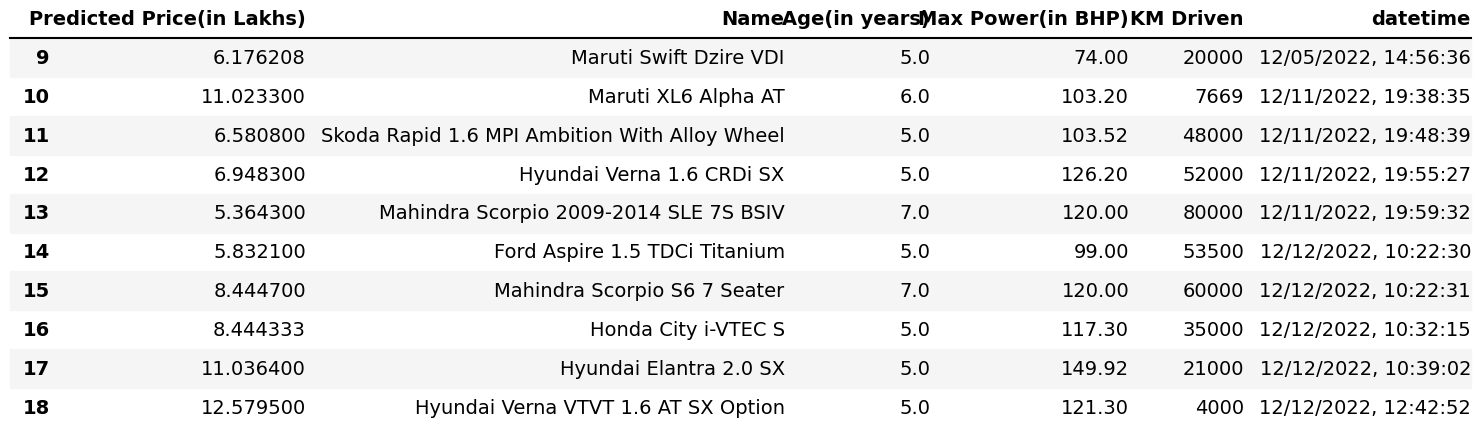 Predicted Price(in Lakhs) Name Age(in years) Max Power(in BHP) KM Driven datetime
9 6.176208 Maruti Swift Dzire VDI 5.0 74.00 20000 12/05/2022, 14:56:36
10 11.023300 Maruti XL6 Alpha AT 6.0 103.20 7669 12/11/2022, 19:38:35
11 6.580800 Skoda Rapid 1.6 MPI Ambition With Alloy Wheel 5.0 103.52 48000 12/11/2022, 19:48:39
12 6.948300 Hyundai Verna 1.6 CRDi SX 5.0 126.20 52000 12/11/2022, 19:55:27
13 5.364300 Mahindra Scorpio 2009-2014 SLE 7S BSIV 7.0 120.00 80000 12/11/2022, 19:59:32
14 5.832100 Ford Aspire 1.5 TDCi Titanium 5.0 99.00 53500 12/12/2022, 10:22:30
15 8.444700 Mahindra Scorpio S6 7 Seater 7.0 120.00 60000 12/12/2022, 10:22:31
16 8.444333 Honda City i-VTEC S 5.0 117.30 35000 12/12/2022, 10:32:15
17 11.036400 Hyundai Elantra 2.0 SX 5.0 149.92 21000 12/12/2022, 10:39:02
18 12.579500 Hyundai Verna VTVT 1.6 AT SX Option 5.0 121.30 4000 12/12/2022, 12:42:52